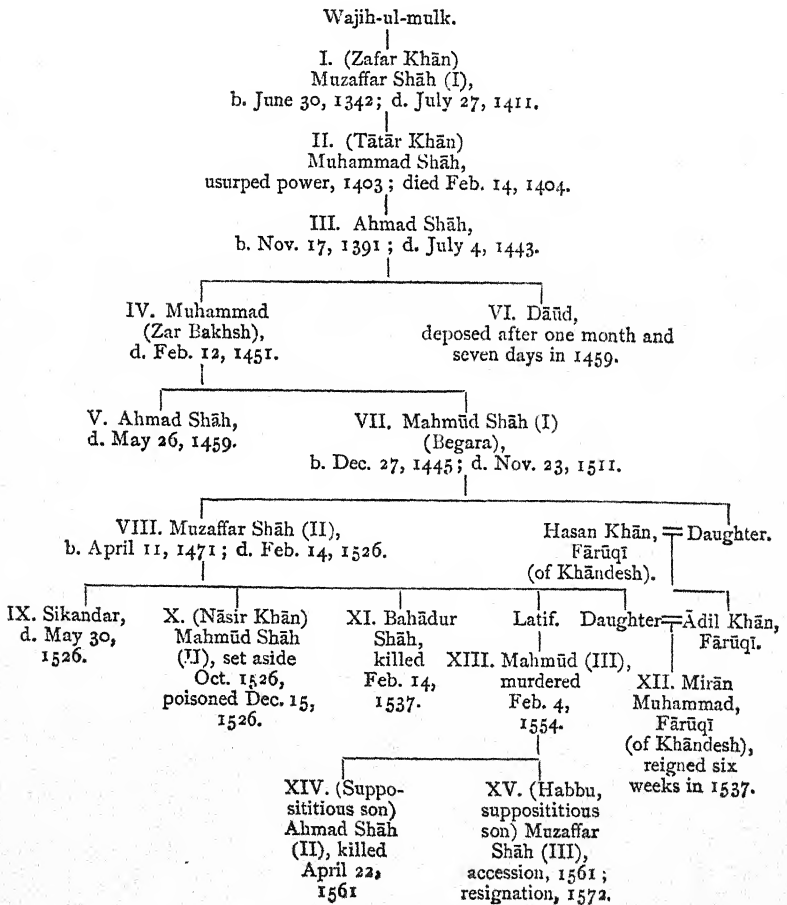 Wajih-ul-mulk.
I. (Zafar Khān)
Muzaffar Shāh (I),
b. June 30, 1342; d. July 27, 1411.
II. (Tātār Khān)
Muhammad Shāh,
usurped power, 1403; died Feb. 14, 1404.
III. Ahmad Shāh,
b. Nov. 17, 1391; d. July 4, 1443.
IV. Muhammad
(Zar Bakhsh),
d. Feb. 12, 1451.
VI. Dāūd,
deposed after one month and
seven days in 1459.
V. Ahmad Shāh,
d. May 26, 1459.
VII. Mahmūd Shāh (I)
(Begara),
b. Dec. 27, 1445; d. Nov. 23, 1511.
VIII. Muzaffar Shāh (II),
b. April 11, 1471; d. Feb. 14, 1526.
Hasan Khān, = Daughter.
Fārūqī
(of Khāndesh).
IX. Sikandar,
d. May 30,
1526.
X. (Nāsir Khān)
Mahmūd Shāh
(II), set aside
Oct. 1526,
poisoned Dec. 15,
1526.
XI. Bahādur
Shāh,
killed
Feb. 14,
1537.
Latif.
XIII. Mahmūd (III),
murdered
Feb. 4,
1554.
Daughter = Ādil Khān,
Fārūqī.
XII. Mirān
Muhammad,
Fārūqī
(of Khāndesh),
reigned six
weeks in 1537.
XIV. (Suppo-
sititious son)
Ahmad Shāh
(II), killed
April 22,
1561
XV. (Habbu,
supposititious
son) Muzaffar
Shāh (III),
accession, 1561;
resignation, 1572.